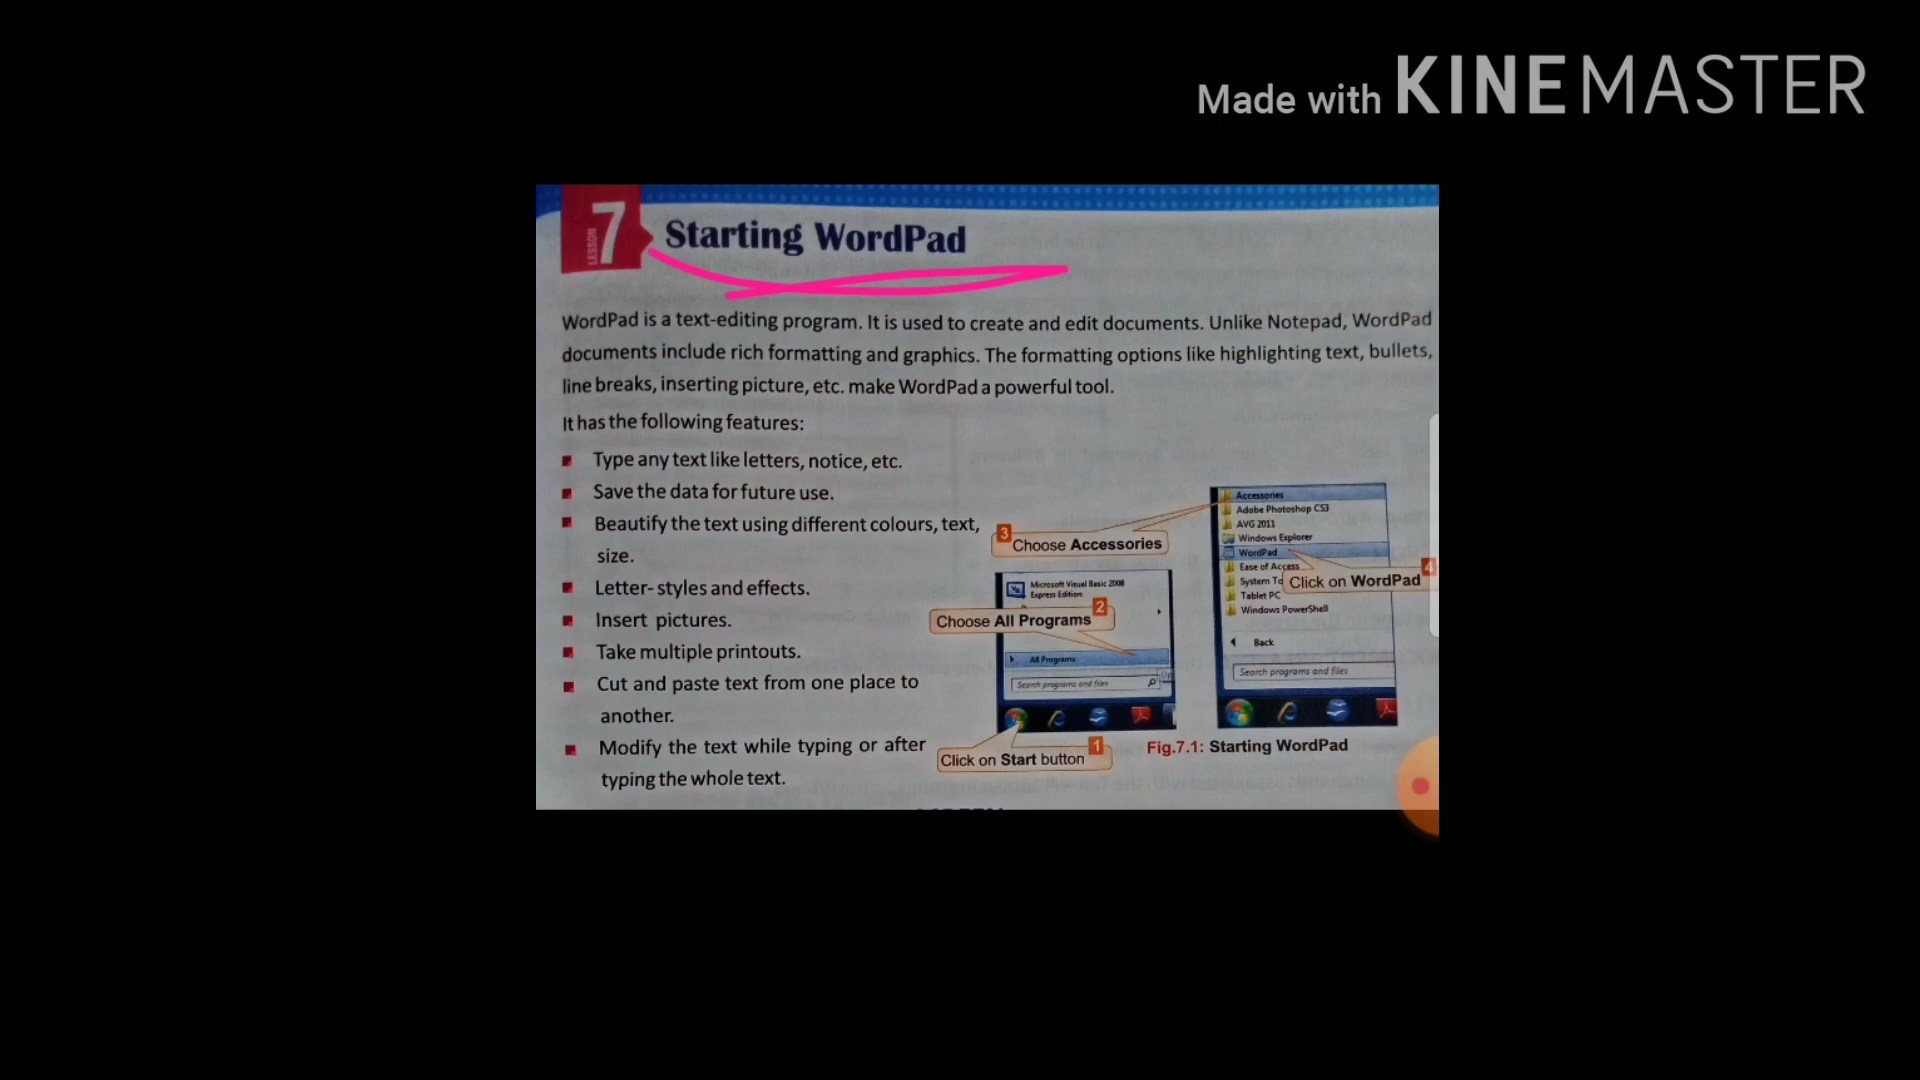 Made with KINEMASTER
LESSON 7
Starting WordPad
WordPad is a text-editing program. It is used to create and edit documents. Unlike Notepad, WordPad
documents include rich formatting and graphics. The formatting options like highlighting text, bullets,
line breaks, inserting picture, etc. make WordPad a powerful tool.
It has the following features:
Type any text like letters, notice, etc.
Save the data for future use.
Beautify the text using different colours, text,
size.
Letter- styles and effects.
Insert pictures.
Take multiple printouts.
Cut and paste text from one place to
another.
Modify the text while typing or after
typing the whole text.
3
Choose Accessories
Microsoft Visual Basic 2008
Express Edition
2
Choose All Programs
All Programs
Search programs and files
1
Click on Start button
Accessories
Adobe Photoshop CS3
AVG 2011
Windows Explorer
WordPad
Ease of Access
4
Click on WordPad
System To
Tablet PC
Windows PowerShell
Back
Search programs and files
Fig.7.1: Starting WordPad